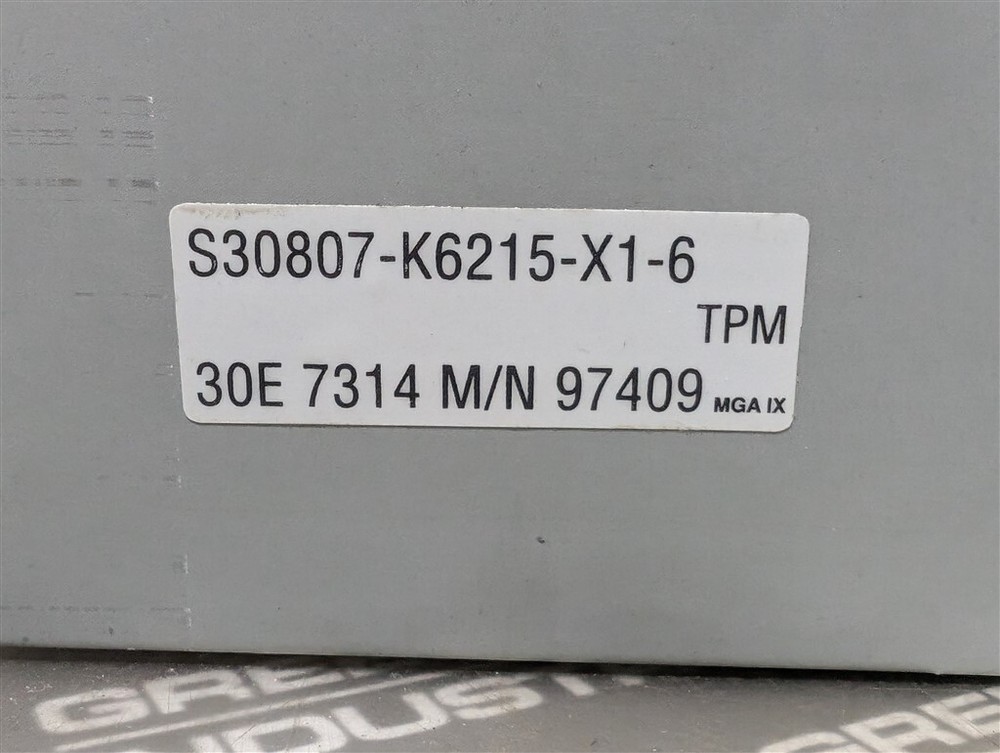 S30807-K6215-X1-6
TPM
30E 7314 M/N 97409 MGA IX